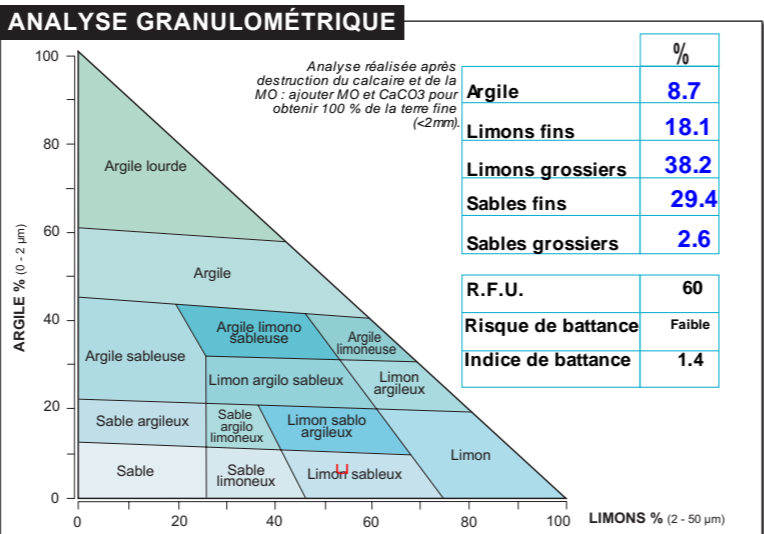 ANALYSE GRANULOMÉTRIQUE
Analyse réalisée après
destruction du calcaire et de la
MO : ajouter MO et CaCO3 pour
obtenir 100 % de la terre fine
(<2mm).
%
Argile 8.7
Limons fins 18.1
Limons grossiers 38.2
Sables fins 29.4
Sables grossiers 2.6
R.F.U. 60
Risque de battance Faible
Indice de battance 1.4
ARGILE % (0 - 2 µm)
100
80
60
40
20
0
Argile lourde
Argile
Argile limono
sableuse
Argile
limoneuse
Argile sableuse
Limon argilo sableux
Limon
argileux
Sable argileux
Sable
argilo
limoneux
Limon sablo
argileux
Limon
Sable
Sable
limoneux
Limon sableux
0 20 40 60 80 100
LIMONS % (2 - 50 µm)